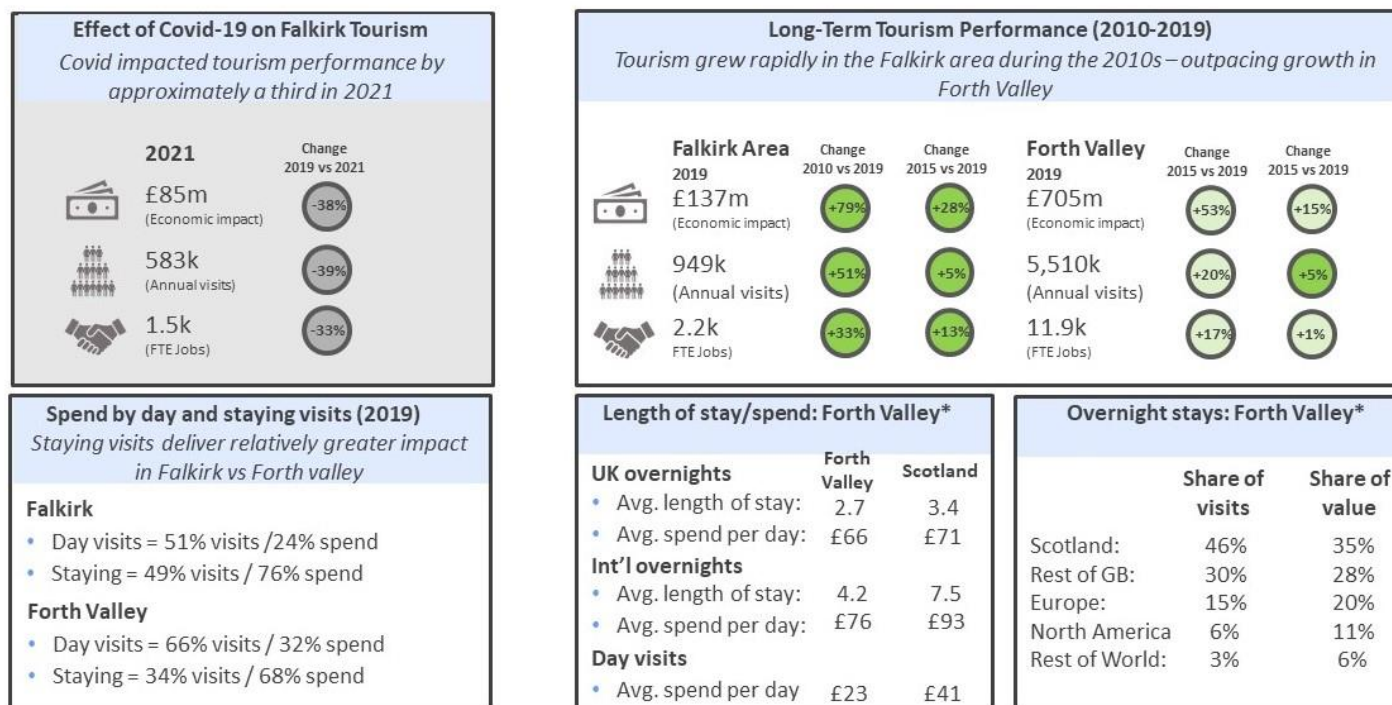 Effect of Covid-19 on Falkirk Tourism
Covid impacted tourism performance by
approximately a third in 2021
2021
Change
2019 vs 2021
£85m
(Economic impact)
-38%
583k
(Annual visits)
-39%
1.5k
(FTE Jobs)
-33%
Long-Term Tourism Performance (2010-2019)
Tourism grew rapidly in the Falkirk area during the 2010s – outpacing growth in
Forth Valley
Falkirk Area
2019
Change
2010 vs 2019
Change
2015 vs 2019
Forth Valley
2019
Change
2015 vs 2019
Change
2015 vs 2019
£137m
(Economic impact)
+79%
+28%
£705m
(Economic impact)
+53%
+15%
949k
(Annual visits)
+51%
+5%
5,510k
(Annual visits)
+20%
+5%
2.2k
FTE Jobs)
+33%
+13%
11.9k
(FTE Jobs)
+17%
+1%
Spend by day and staying visits (2019)
Staying visits deliver relatively greater impact
in Falkirk vs Forth valley
Falkirk
• Day visits = 51% visits /24% spend
• Staying = 49% visits / 76% spend
Forth Valley
• Day visits = 66% visits / 32% spend
• Staying = 34% visits / 68% spend
Length of stay/spend: Forth Valley*
Forth
Valley
Scotland
UK overnights
• Avg. length of stay: 2.7 3.4
• Avg. spend per day: £66 £71
Int'l overnights
• Avg. length of stay: 4.2 7.5
• Avg. spend per day: £76 £93
Day visits
• Avg. spend per day £23 £41
Overnight stays: Forth Valley*
Share of
visits
Share of
value
Scotland: 46% 35%
Rest of GB: 30% 28%
Europe: 15% 20%
North America 6% 11%
Rest of World: 3% 6%